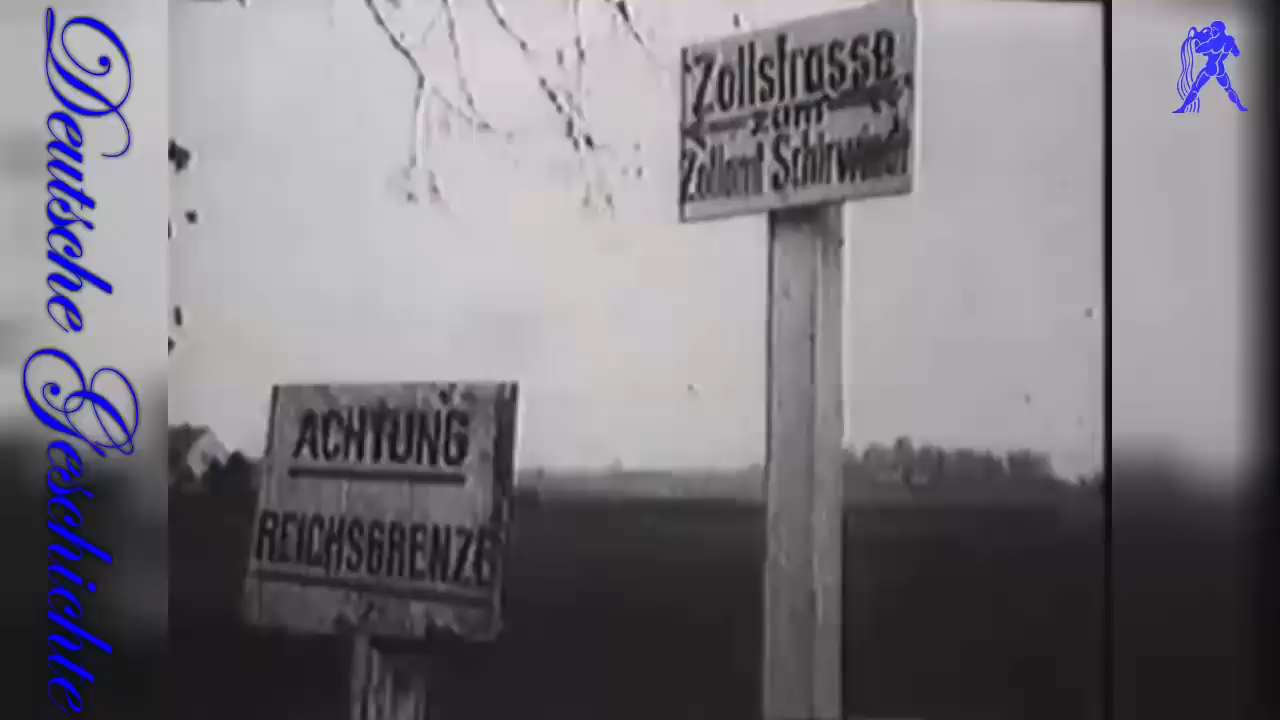 Deutsche Geschichte
Zollstrasse
zum
Zollamt Schirwindt
ACHTUNG
REICHSGRENZE